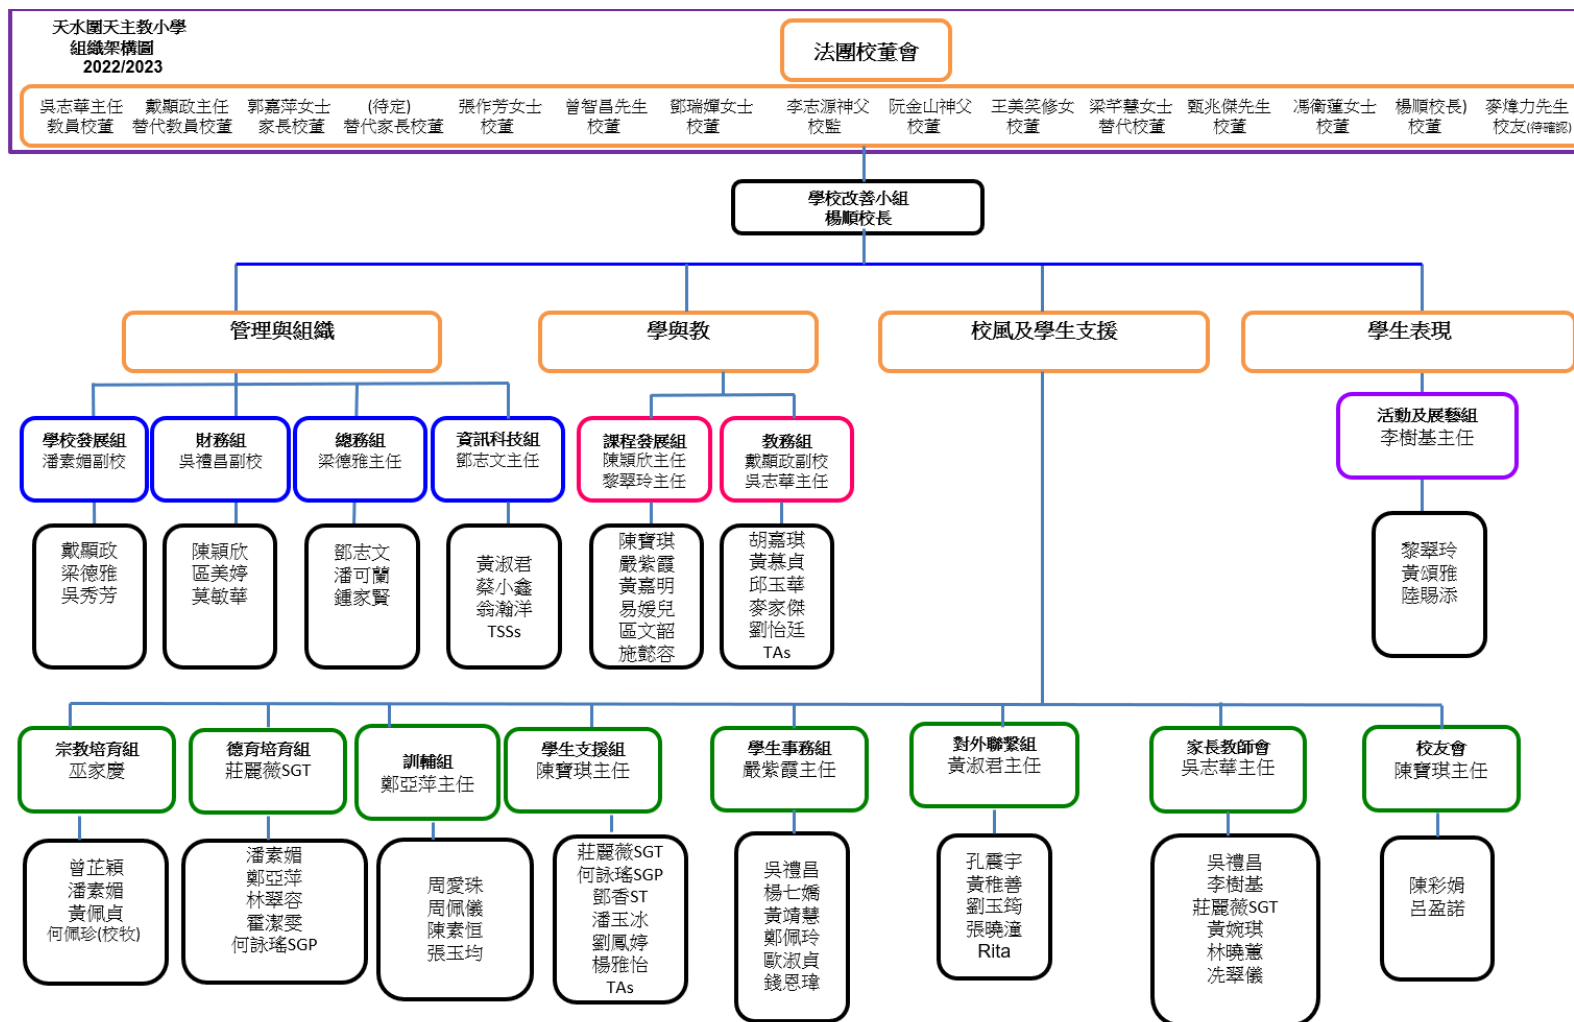 天水圍天主教小學
組織架構圖
2022/2023
法團校董會
吳志華主任
教員校董
戴顯政主任
替代教員校董
郭嘉萍女士
家長校董
(待定)
替代家長校董
張作芳女士
校董
曾智昌先生
校董
鄧瑞嬋女士
校董
李志源神父
校監
阮金山神父
校董
王美笑修女
校董
梁芊慧女士
替代校董
甄兆傑先生
校董
馮衛蓮女士
校董
楊順校長)
校董
麥煒力先生
校友(待確認)
學校改善小組
楊順校長
管理與組織
學與教
校風及學生支援
學生表現
學校發展組
潘素媚副校
財務組
吳禮昌副校
總務組
梁德雅主任
資訊科技組
鄧志文主任
課程發展組
陳穎欣主任
黎翠玲主任
教務組
戴顯政副校
吳志華主任
活動及展藝組
李樹基主任
戴顯政
梁德雅
吳秀芳
陳穎欣
區美婷
莫敏華
鄧志文
潘可蘭
鍾家賢
黃淑君
蔡小鑫
翁瀚洋
TSSs
陳寶琪
嚴紫霞
黃嘉明
易媛兒
區文韶
施懿容
胡嘉琪
黃慕貞
邱玉華
麥家傑
劉怡廷
TAs
黎翠玲
黃頌雅
陸賜添
宗教培育組
巫家慶
德育培育組
莊麗薇SGT
訓輔組
鄭亞萍主任
學生支援組
陳寶琪主任
學生事務組
嚴紫霞主任
對外聯繫組
黃淑君主任
家長教師會
吳志華主任
校友會
陳寶琪主任
曾芷穎
潘素媚
黃佩貞
何佩珍(校牧)
潘素媚
鄭亞萍
林翠容
霍潔雯
何詠瑤SGP
周愛珠
周佩儀
陳素恒
張玉均
莊麗薇SGT
何詠瑤SGP
鄧香ST
潘玉冰
劉鳳婷
楊雅怡
TAs
吳禮昌
楊七嬌
黃靖慧
鄭佩玲
歐淑貞
錢恩瑋
孔震宇
黃稚善
劉玉筠
張曉潼
Rita
吳禮昌
李樹基
莊麗薇SGT
黃婉琪
林曉蕙
冼翠儀
陳彩娟
呂盈諾